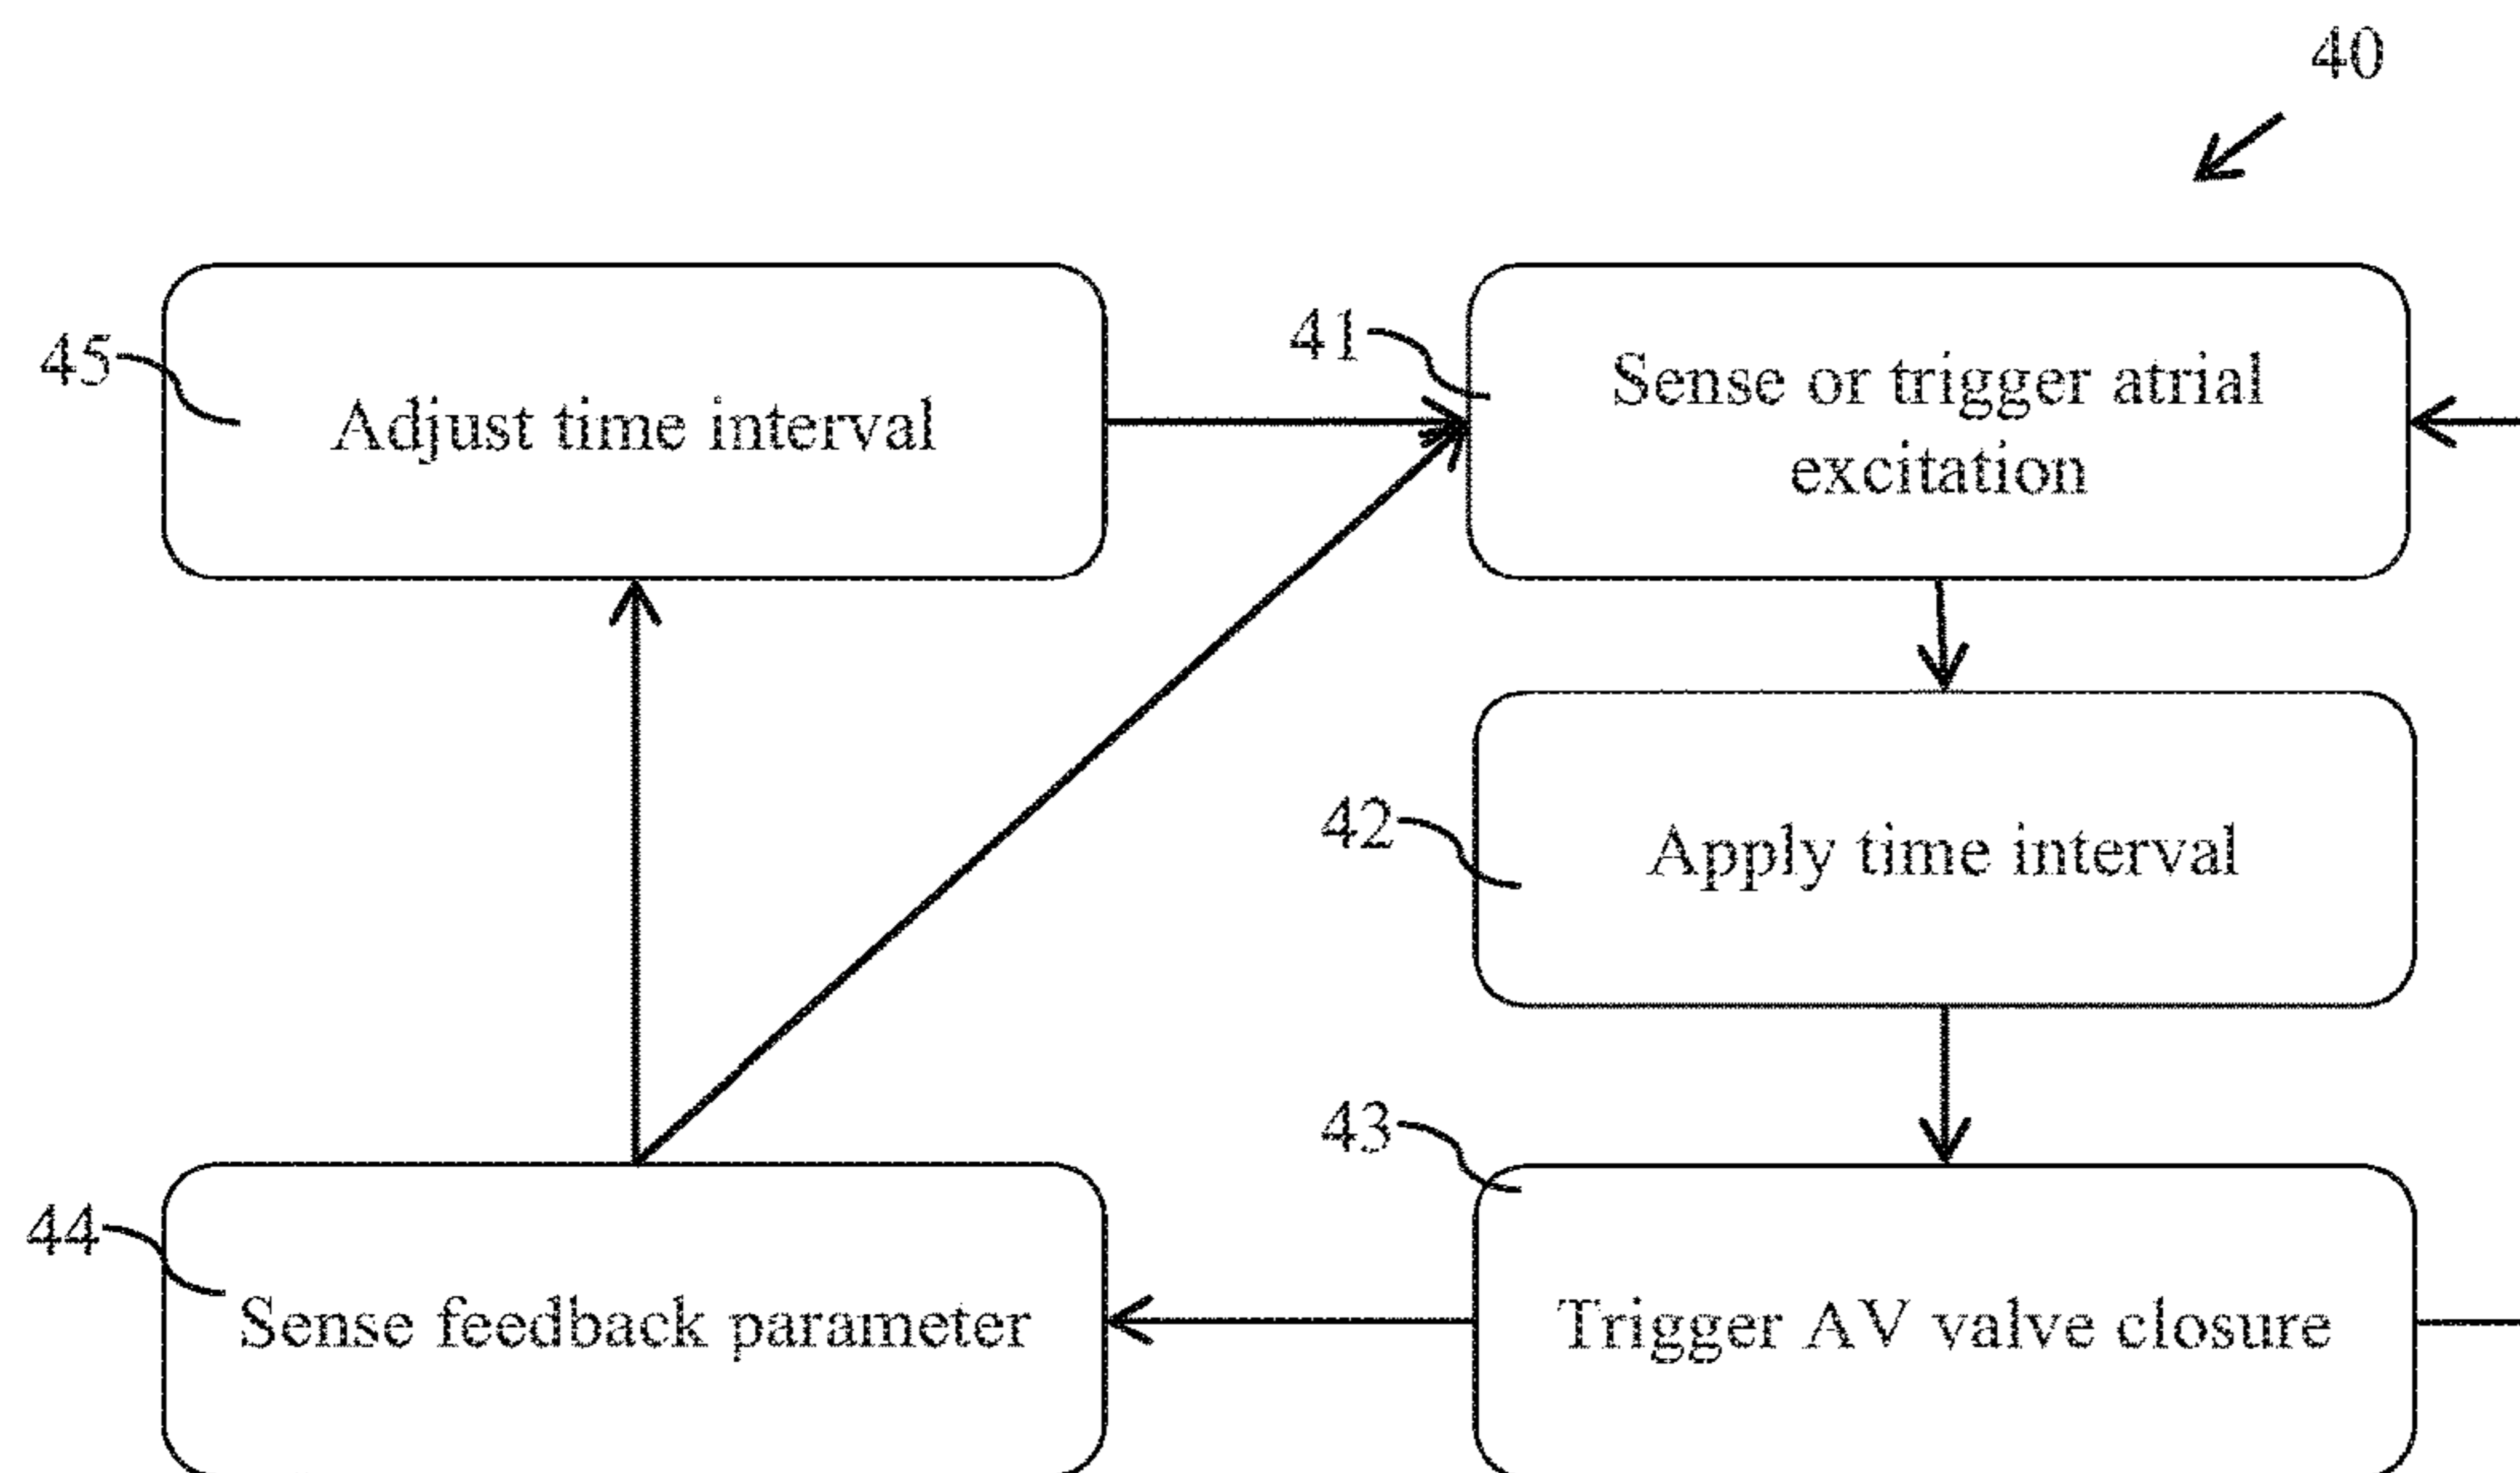 40
45
Adjust time interval
41
Sense or trigger atrial
excitation
42
Apply time interval
43
Trigger AV valve closure
44
Sense feedback parameter